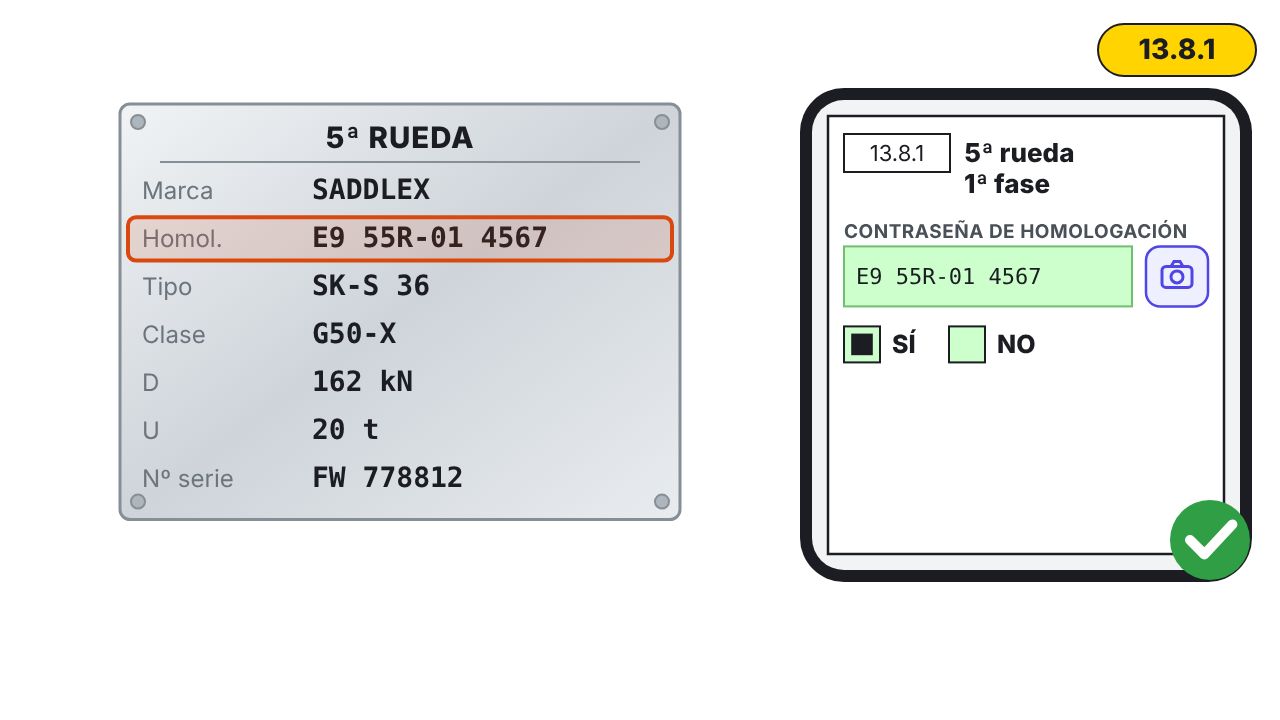 13.8.1
5ª RUEDA
Marca SADDLEX
Homol. E9 55R-01 4567
Tipo SK-S 36
Clase G50-X
D 162 kN
U 20 t
Nº serie FW 778812
13.8.1 5ª rueda
1ª fase
CONTRASEÑA DE HOMOLOGACIÓN
E9 55R-01 4567
SÍ NO